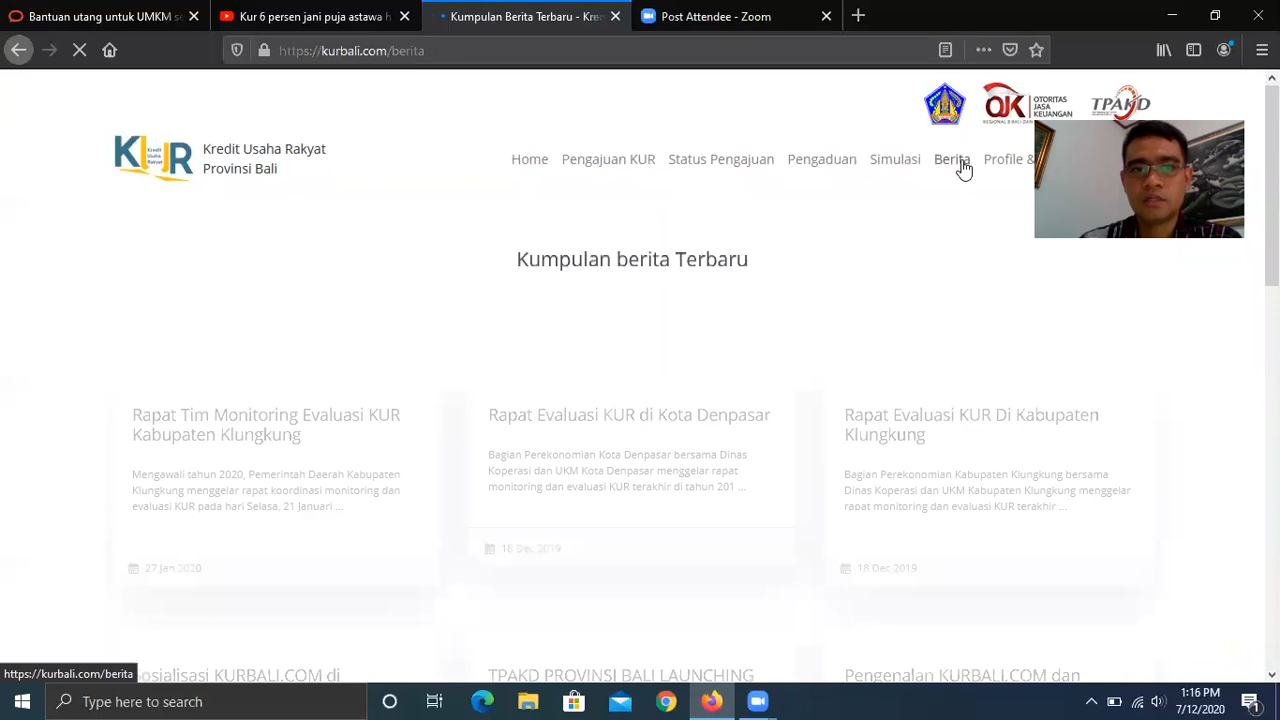 Bantuan utang untuk UMKM se
Kur 6 persen jani puja astawa h
Kumpulan Berita Terbaru - Kre
Post Attendee - Zoom
https://kurbali.com/berita
OTORITAS
JASA
KEUANGAN
TPAKD
KUR
Kredit Usaha Rakyat
Provinsi Bali
Home
Pengajuan KUR
Status Pengajuan
Pengaduan
Simulasi
Berita
Profile &
Kumpulan berita Terbaru
Rapat Tim Monitoring Evaluasi KUR
Kabupaten Klungkung
Mengawali tahun 2020, Pemerintah Daerah Kabupaten
Klungkung menggelar rapat koordinasi monitoring dan
evaluasi KUR pada hari Selasa, 21 Januari ...
27 Jan 2020
Rapat Evaluasi KUR di Kota Denpasar
Bagian Perekonomian Kota Denpasar bersama Dinas
Koperasi dan UKM Kota Denpasar menggelar rapat
monitoring dan evaluasi KUR terakhir di tahun 201 ...
18 Dec 2019
Rapat Evaluasi KUR Di Kabupaten
Klungkung
Bagian Perekonomian Kabupaten Klungkung bersama
Dinas Koperasi dan UKM Kabupaten Klungkung menggelar
rapat monitoring dan evaluasi KUR terakhir ...
18 Dec 2019
Sosialisasi KURBALI.COM di
TPAKD PROVINSI BALI LAUNCHING
Pengenalan KURBALI.COM dan
https://kurbali.com/berita
Type here to search
1:16 PM
7/12/2020